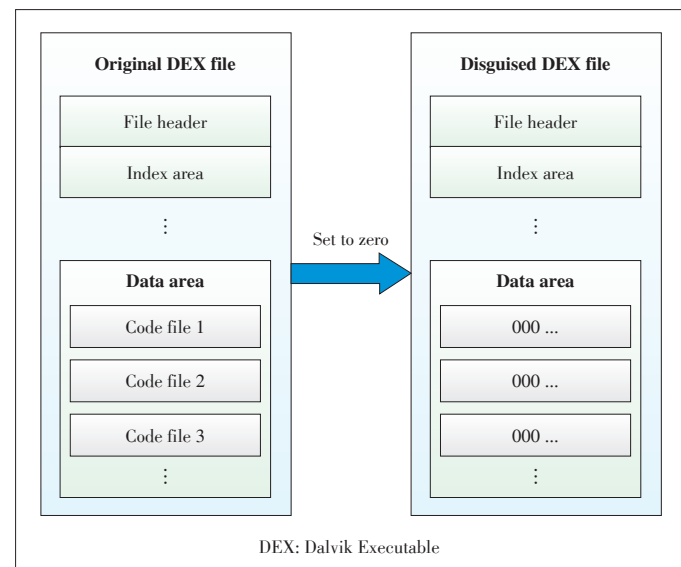 Original DEX file
File header
Index area
⋮
Data area
Code file 1
Code file 2
Code file 3
⋮
Set to zero
Disguised DEX file
File header
Index area
⋮
Data area
000 ...
000 ...
000 ...
⋮
DEX: Dalvik Executable